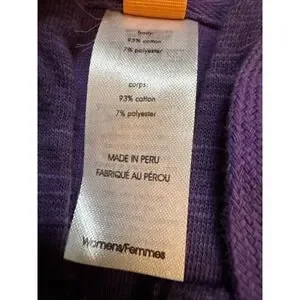 body:
93% cotton
7% polyester
corps:
93% cotton
7% polyester
MADE IN PERU
FABRIQUÉ AU PÉROU
Womens/Femmes